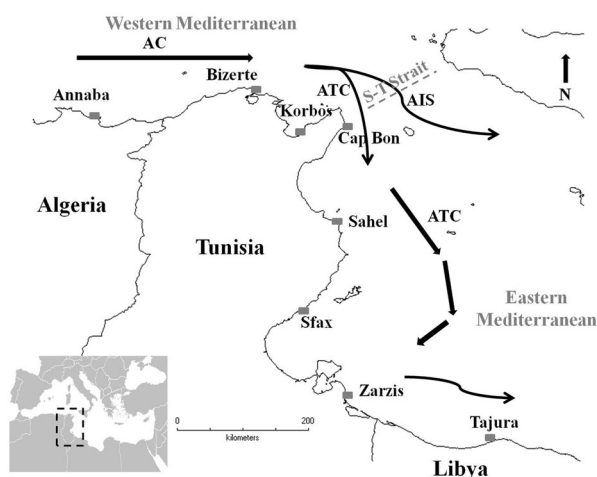 Western Mediterranean
AC
Bizerte
Annaba
ATC
S-T Strait
AIS
N
Korbos
Cap Bon
Algeria
Tunisia
Sahel
ATC
Eastern
Mediterranean
Sfax
Zarzis
0
200
kilometers
Tajura
Libya